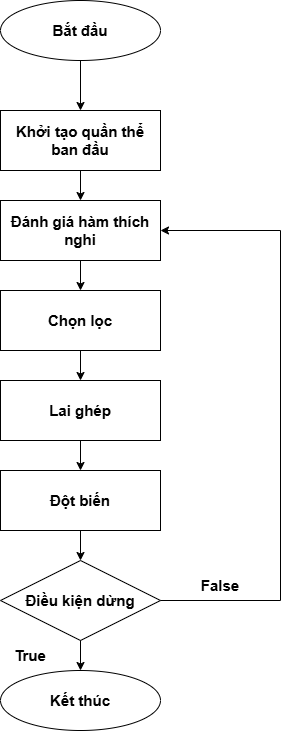 Bắt đầu
Khởi tạo quần thể
ban đầu
Đánh giá hàm thích
nghi
Chọn lọc
Lai ghép
Đột biến
Điều kiện dừng
False
True
Kết thúc